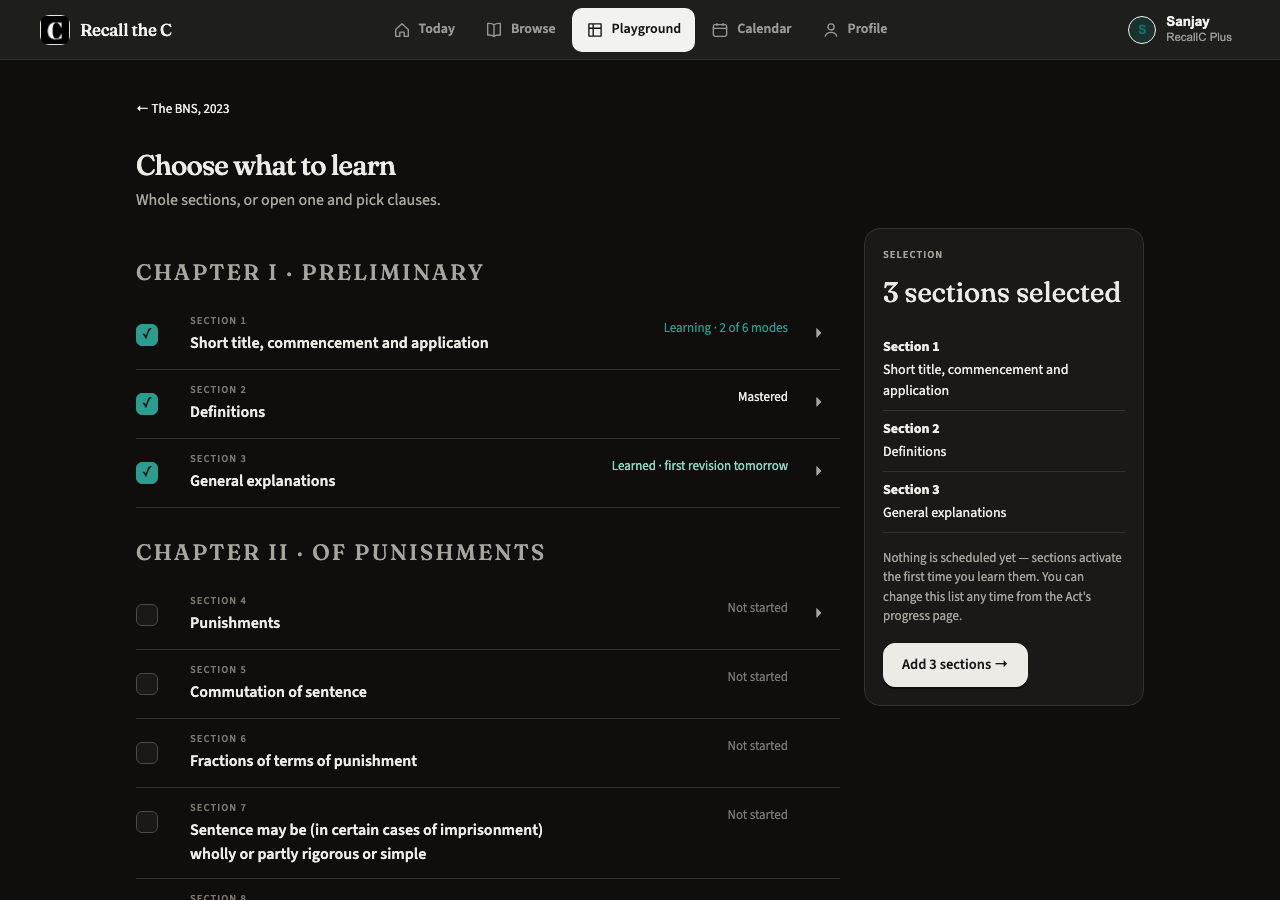 C Recall the C
Today
Browse
Playground
Calendar
Profile
S
Sanjay
RecallC Plus
← The BNS, 2023
Choose what to learn
Whole sections, or open one and pick clauses.
CHAPTER I · PRELIMINARY
SECTION 1
Short title, commencement and application
Learning · 2 of 6 modes
SECTION 2
Definitions
Mastered
SECTION 3
General explanations
Learned · first revision tomorrow
CHAPTER II · OF PUNISHMENTS
SECTION 4
Punishments
Not started
SECTION 5
Commutation of sentence
Not started
SECTION 6
Fractions of terms of punishment
Not started
SECTION 7
Sentence may be (in certain cases of imprisonment)
wholly or partly rigorous or simple
Not started
SECTION 8
SELECTION
3 sections selected
Section 1
Short title, commencement and
application
Section 2
Definitions
Section 3
General explanations
Nothing is scheduled yet — sections activate
the first time you learn them. You can
change this list any time from the Act's
progress page.
Add 3 sections →